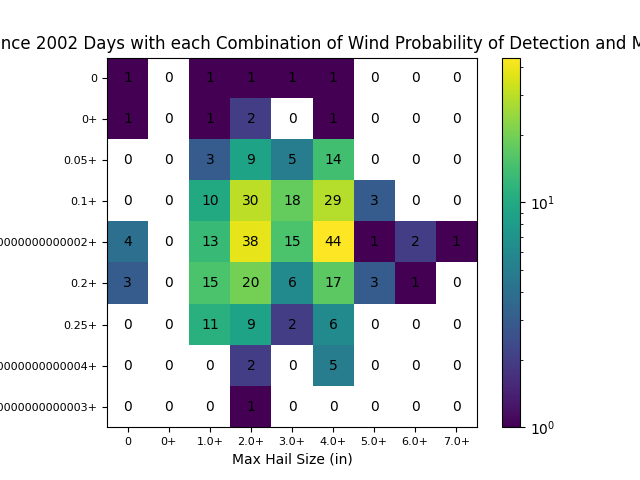 nce 2002 Days with each Combination of Wind Probability of Detection and M
0 1 0 1 1 1 1 0 0 0
0+ 1 0 1 2 0 1 0 0 0
0.05+ 0 0 3 9 5 14 0 0 0
0.1+ 0 0 10 30 18 29 3 0 0
0000000000002+ 4 0 13 38 15 44 1 2 1
0.2+ 3 0 15 20 6 17 3 1 0
0.25+ 0 0 11 9 2 6 0 0 0
0000000000004+ 0 0 0 2 0 5 0 0 0
0000000000003+ 0 0 0 1 0 0 0 0 0
0 0+ 1.0+ 2.0+ 3.0+ 4.0+ 5.0+ 6.0+ 7.0+
Max Hail Size (in)
10¹
10⁰